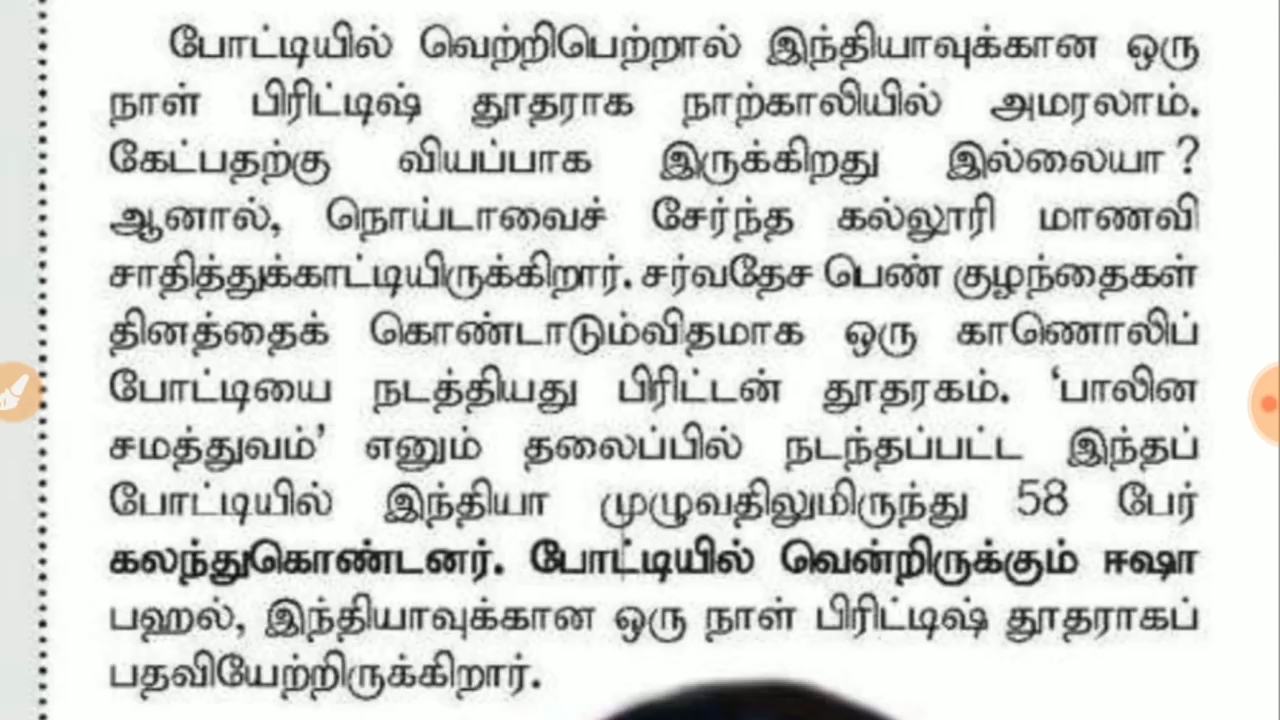 போட்டியில் வெற்றிபெற்றால் இந்தியாவுக்கான ஒரு
நாள் பிரிட்டிஷ் தூதராக நாற்காலியில் அமரலாம்.
கேட்பதற்கு வியப்பாக இருக்கிறது இல்லையா ?
ஆனால், நொய்டாவைச் சேர்ந்த கல்லூரி மாணவி
சாதித்துக்காட்டியிருக்கிறார். சர்வதேச பெண் குழந்தைகள்
தினத்தைக் கொண்டாடும்விதமாக ஒரு காணொலிப்
போட்டியை நடத்தியது பிரிட்டன் தூதரகம். ‘பாலின
சமத்துவம்’ எனும் தலைப்பில் நடந்தப்பட்ட இந்தப்
போட்டியில் இந்தியா முழுவதிலுமிருந்து 58 பேர்
கலந்துகொண்டனர். போட்டியில் வென்றிருக்கும் ஈஷா
பஹல், இந்தியாவுக்கான ஒரு நாள் பிரிட்டிஷ் தூதராகப்
பதவியேற்றிருக்கிறார்.